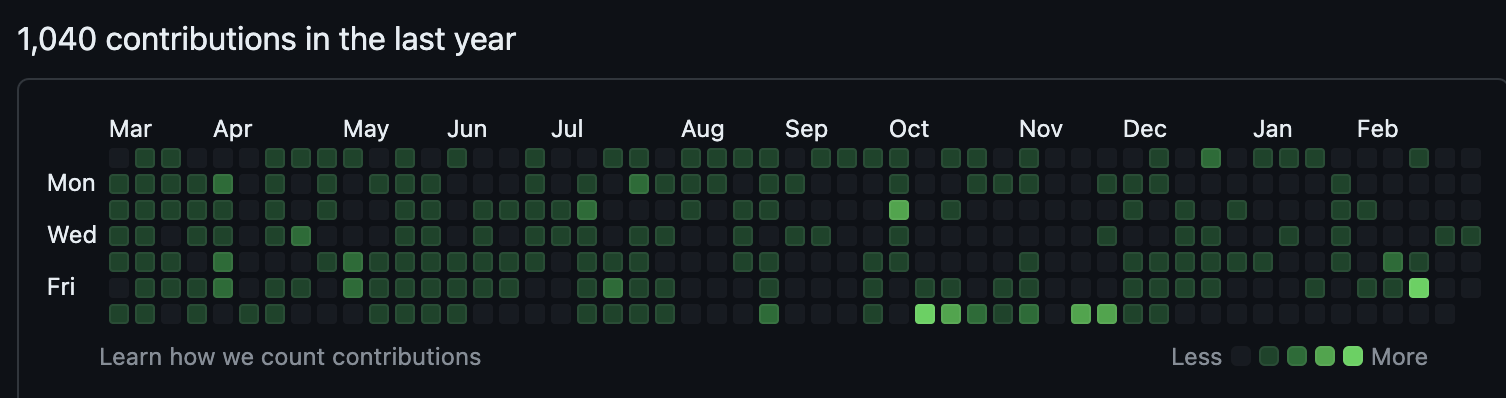 1,040 contributions in the last year
Mar Apr May Jun Jul Aug Sep Oct Nov Dec Jan Feb
Mon
Wed
Fri
Learn how we count contributions Less More